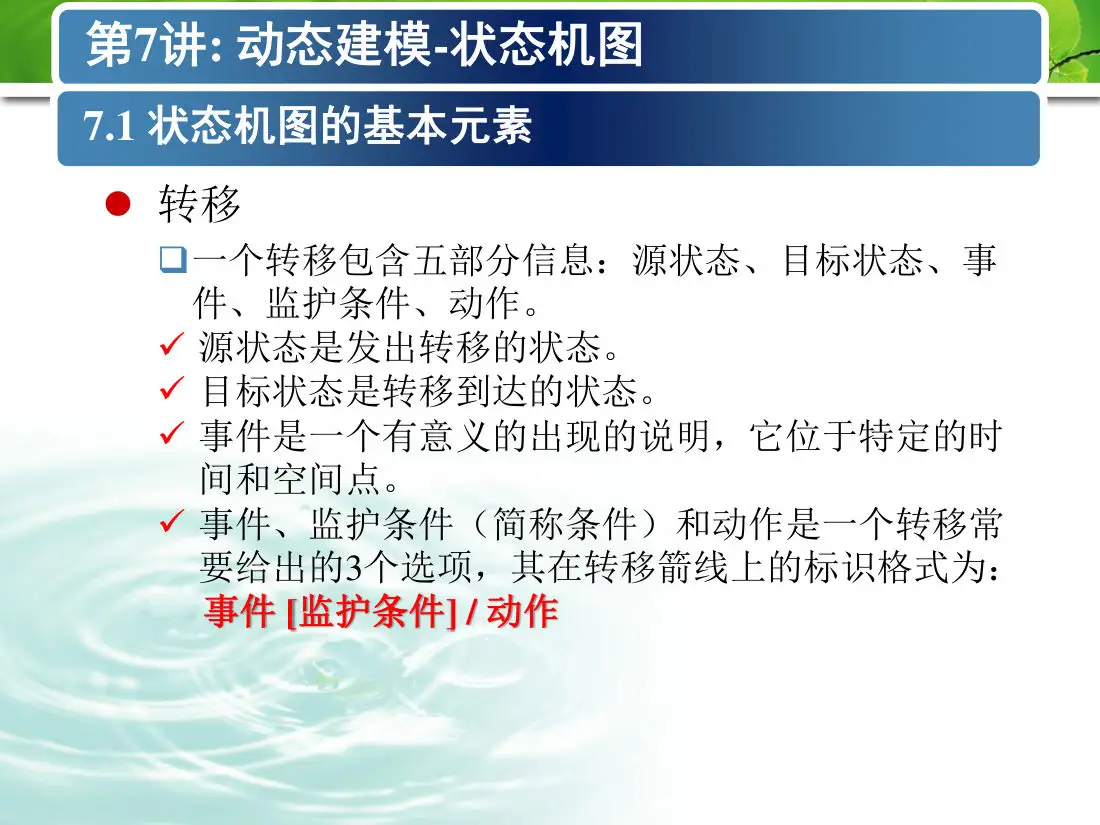 第7讲: 动态建模-状态机图
7.1 状态机图的基本元素
转移
一个转移包含五部分信息：源状态、目标状态、事
件、监护条件、动作。
源状态是发出转移的状态。
目标状态是转移到达的状态。
事件是一个有意义的出现的说明，它位于特定的时
间和空间点。
事件、监护条件（简称条件）和动作是一个转移常
要给出的3个选项，其在转移箭线上的标识格式为：
事件 [监护条件] / 动作